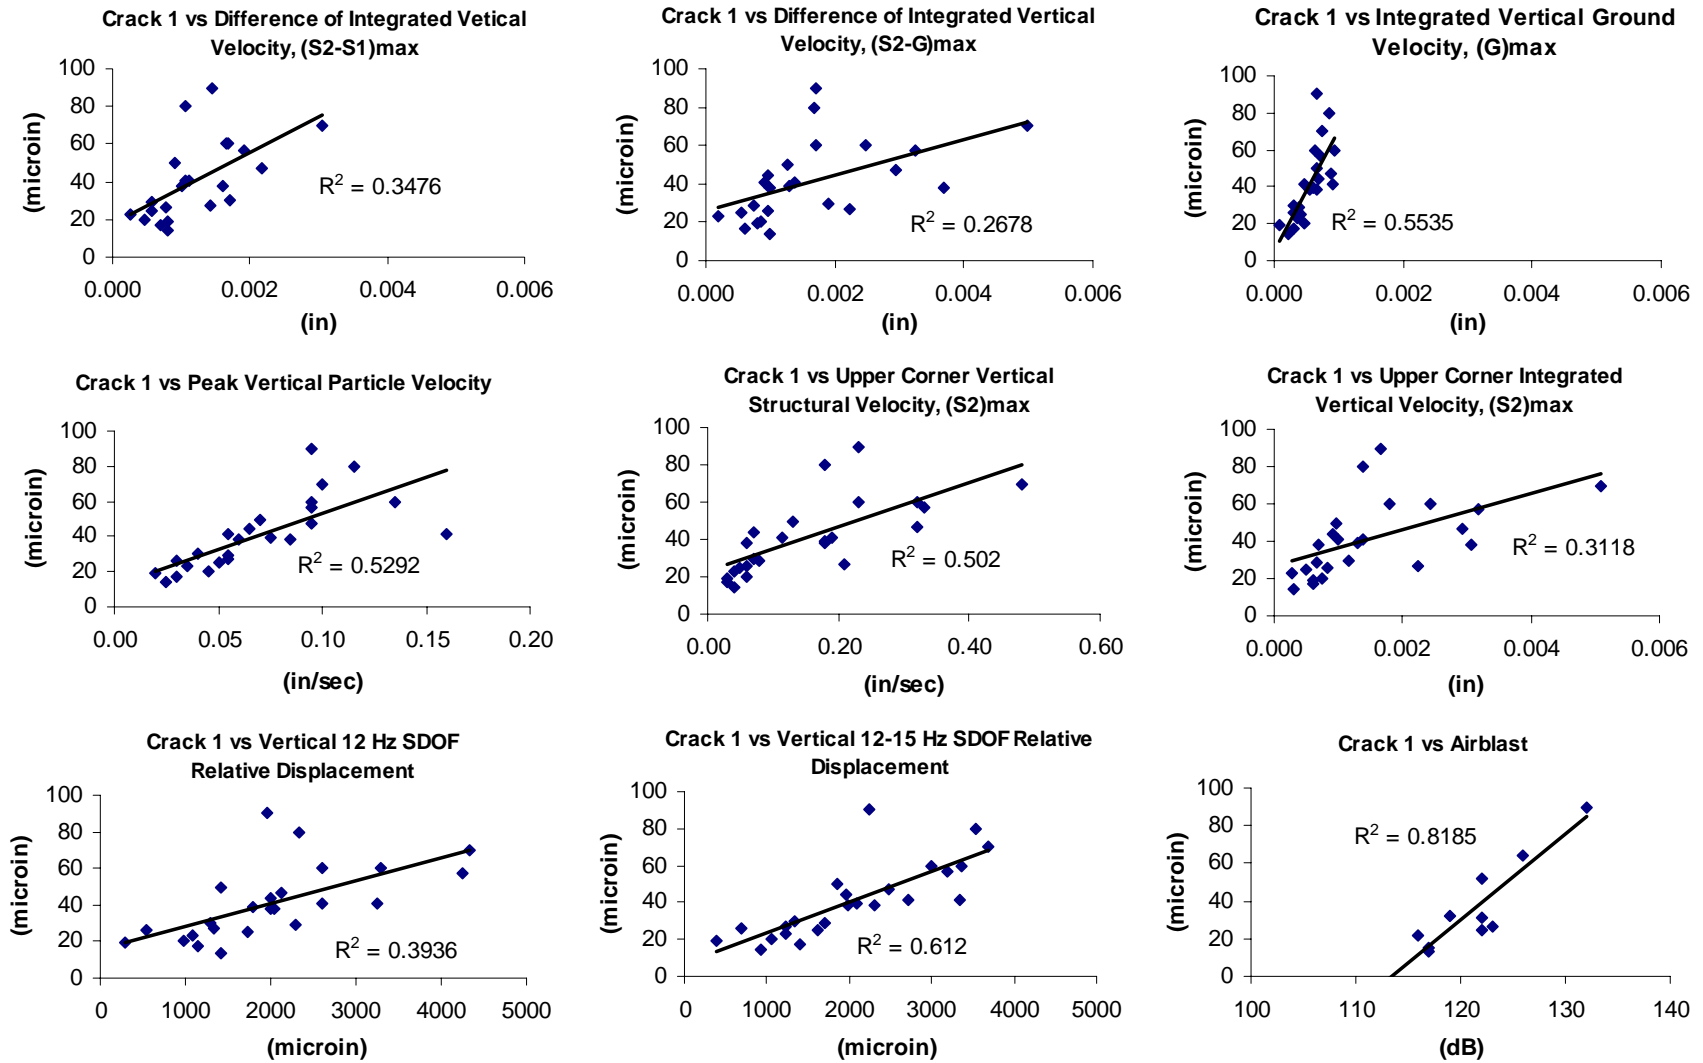 Crack 1 vs Difference of Integrated Vetical
Velocity, (S2-S1)max
(microin)
100
80
60
40
20
0
R² = 0.3476
0.000 0.002 0.004 0.006
(in)
Crack 1 vs Difference of Integrated Vertical
Velocity, (S2-G)max
(microin)
100
80
60
40
20
0
R² = 0.2678
0.000 0.002 0.004 0.006
(in)
Crack 1 vs Integrated Vertical Ground
Velocity, (G)max
(microin)
100
80
60
40
20
0
R² = 0.5535
0.000 0.002 0.004 0.006
(in)
Crack 1 vs Peak Vertical Particle Velocity
(microin)
100
80
60
40
20
0
R² = 0.5292
0.00 0.05 0.10 0.15 0.20
(in/sec)
Crack 1 vs Upper Corner Vertical
Structural Velocity, (S2)max
(microin)
100
80
60
40
20
0
R² = 0.502
0.00 0.20 0.40 0.60
(in/sec)
Crack 1 vs Upper Corner Integrated
Vertical Velocity, (S2)max
(microin)
100
80
60
40
20
0
R² = 0.3118
0.000 0.002 0.004 0.006
(in)
Crack 1 vs Vertical 12 Hz SDOF
Relative Displacement
(microin)
100
80
60
40
20
0
R² = 0.3936
0 1000 2000 3000 4000 5000
(microin)
Crack 1 vs Vertical 12-15 Hz SDOF Relative
Displacement
(microin)
100
80
60
40
20
0
R² = 0.612
0 1000 2000 3000 4000 5000
(microin)
Crack 1 vs Airblast
(microin)
100
80
60
40
20
0
R² = 0.8185
100 110 120 130 140
(dB)